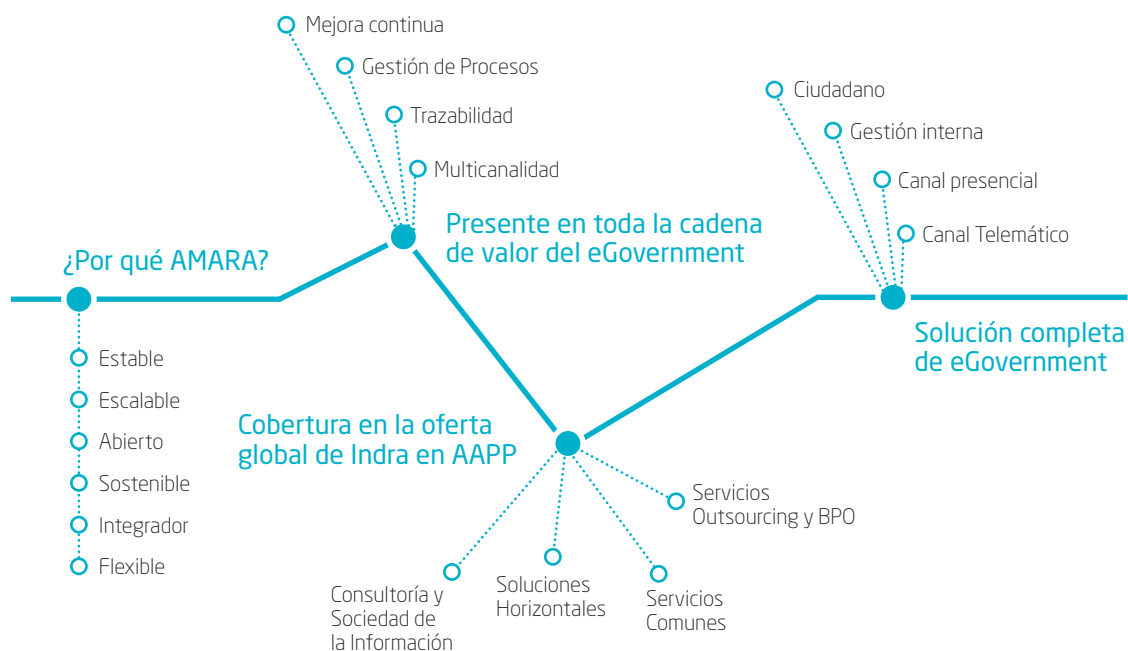 ¿Por qué AMARA?
Estable
Escalable
Abierto
Sostenible
Integrador
Flexible
Mejora continua
Gestión de Procesos
Trazabilidad
Multicanalidad
Presente en toda la cadena
de valor del eGovernment
Cobertura en la oferta
global de Indra en AAPP
Consultoría y
Sociedad de
la Información
Soluciones
Horizontales
Servicios
Comunes
Servicios
Outsourcing y BPO
Ciudadano
Gestión interna
Canal presencial
Canal Telemático
Solución completa
de eGovernment